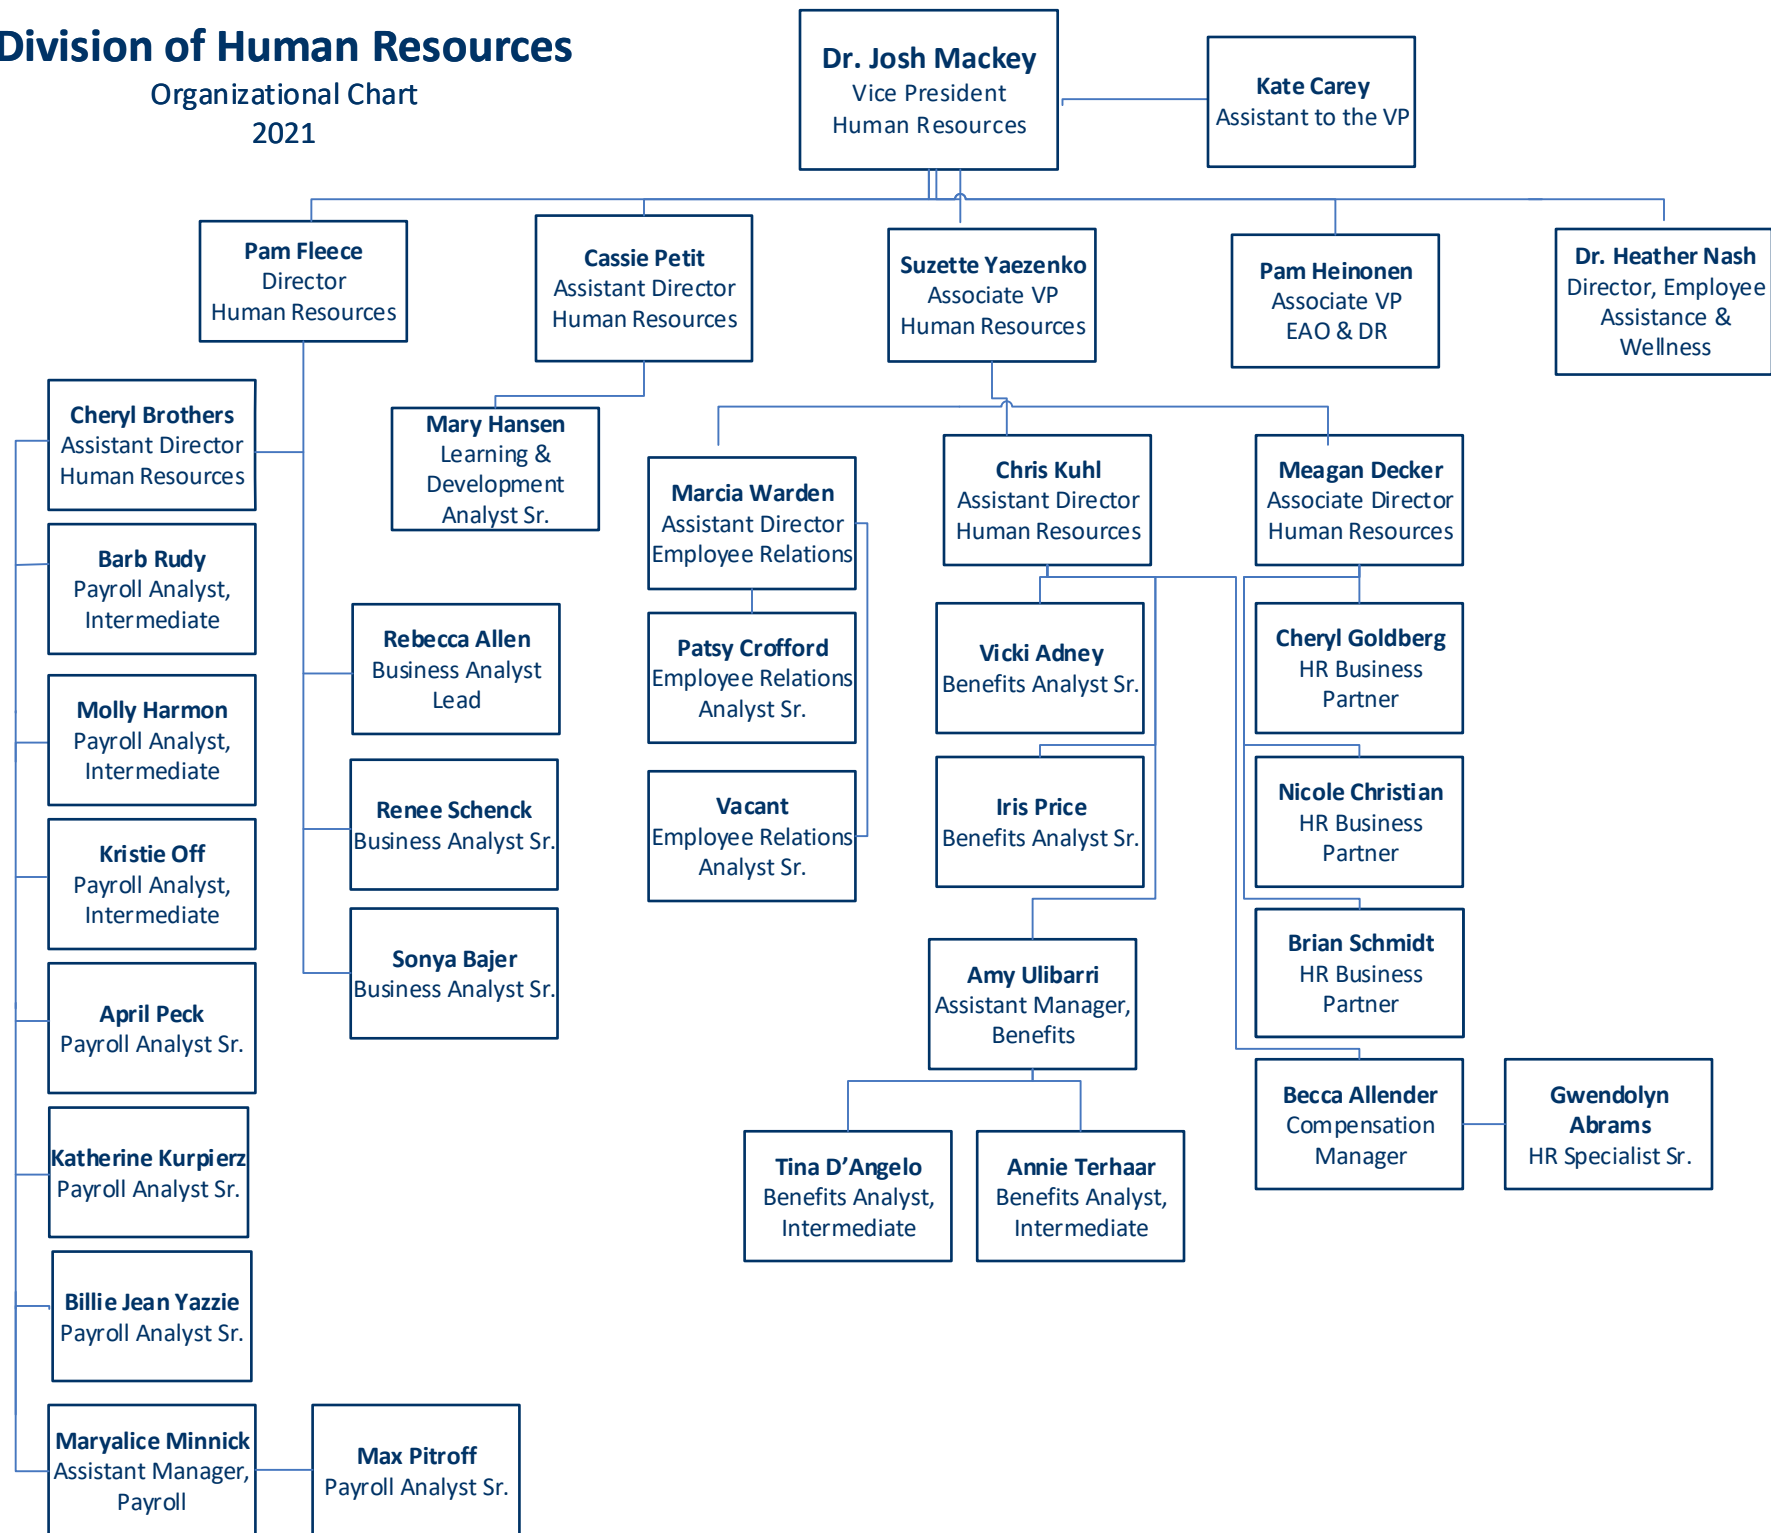 Division of Human Resources
Organizational Chart
2021
Dr. Josh Mackey
Vice President
Human Resources
Kate Carey
Assistant to the VP
Pam Fleece
Director
Human Resources
Cassie Petit
Assistant Director
Human Resources
Suzette Yaezenko
Associate VP
Human Resources
Pam Heinonen
Associate VP
EAO & DR
Dr. Heather Nash
Director, Employee
Assistance &
Wellness
Cheryl Brothers
Assistant Director
Human Resources
Barb Rudy
Payroll Analyst,
Intermediate
Molly Harmon
Payroll Analyst,
Intermediate
Kristie Off
Payroll Analyst,
Intermediate
April Peck
Payroll Analyst Sr.
Katherine Kurpierz
Payroll Analyst Sr.
Billie Jean Yazzie
Payroll Analyst Sr.
Maryalice Minnick
Assistant Manager,
Payroll
Max Pitroff
Payroll Analyst Sr.
Rebecca Allen
Business Analyst
Lead
Renee Schenck
Business Analyst Sr.
Sonya Bajer
Business Analyst Sr.
Mary Hansen
Learning &
Development
Analyst Sr.
Marcia Warden
Assistant Director
Employee Relations
Patsy Crofford
Employee Relations
Analyst Sr.
Vacant
Employee Relations
Analyst Sr.
Chris Kuhl
Assistant Director
Human Resources
Vicki Adney
Benefits Analyst Sr.
Iris Price
Benefits Analyst Sr.
Amy Ulibarri
Assistant Manager,
Benefits
Tina D’Angelo
Benefits Analyst,
Intermediate
Annie Terhaar
Benefits Analyst,
Intermediate
Meagan Decker
Associate Director
Human Resources
Cheryl Goldberg
HR Business
Partner
Nicole Christian
HR Business
Partner
Brian Schmidt
HR Business
Partner
Becca Allender
Compensation
Manager
Gwendolyn
Abrams
HR Specialist Sr.